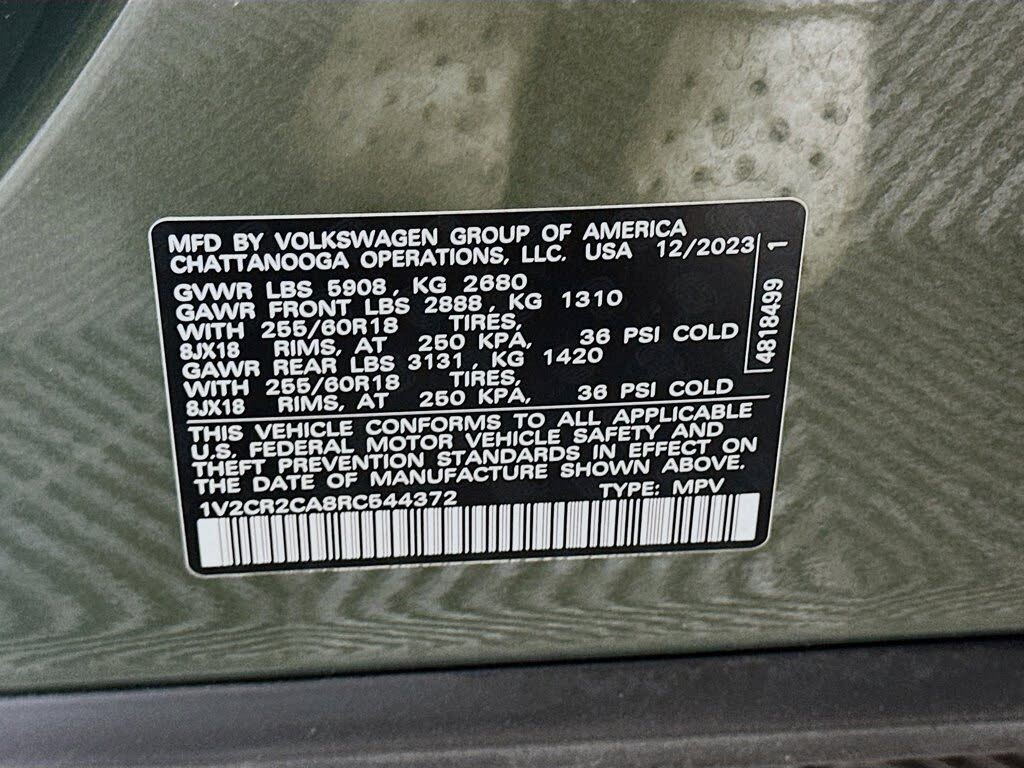 MFD BY VOLKSWAGEN GROUP OF AMERICA
CHATTANOOGA OPERATIONS, LLC. USA 12/2023
GVWR LBS 5908, KG 2680
GAWR FRONT LBS 2888, KG 1310
WITH 255/60R18 TIRES,
8JX18 RIMS, AT 250 KPA, 36 PSI COLD
GAWR REAR LBS 3131, KG 1420
WITH 255/60R18 TIRES,
8JX18 RIMS, AT 250 KPA, 36 PSI COLD
THIS VEHICLE CONFORMS TO ALL APPLICABLE
U.S. FEDERAL MOTOR VEHICLE SAFETY AND
THEFT PREVENTION STANDARDS IN EFFECT ON
THE DATE OF MANUFACTURE SHOWN ABOVE.
1V2CR2CA8RC544372 TYPE: MPV
4818499 1